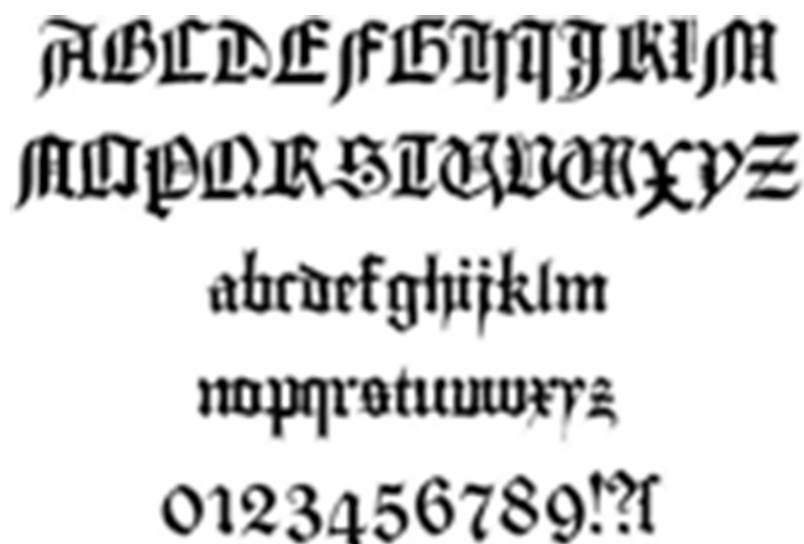 ABCDEFGHIJKLM
NOPQRSTUVWXYZ
abcdefghijklm
nopqrstuvwxyz
0123456789!?ſ